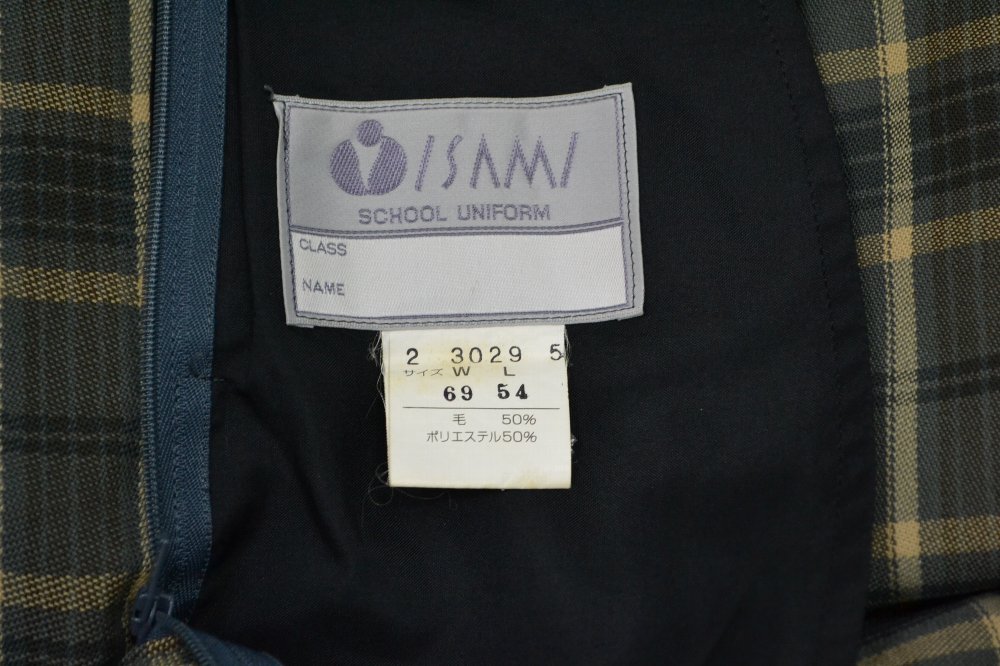 ISAMI
SCHOOL UNIFORM
CLASS
NAME
2 3029 5
サイズ W L
69 54
毛 50%
ポリエステル50%